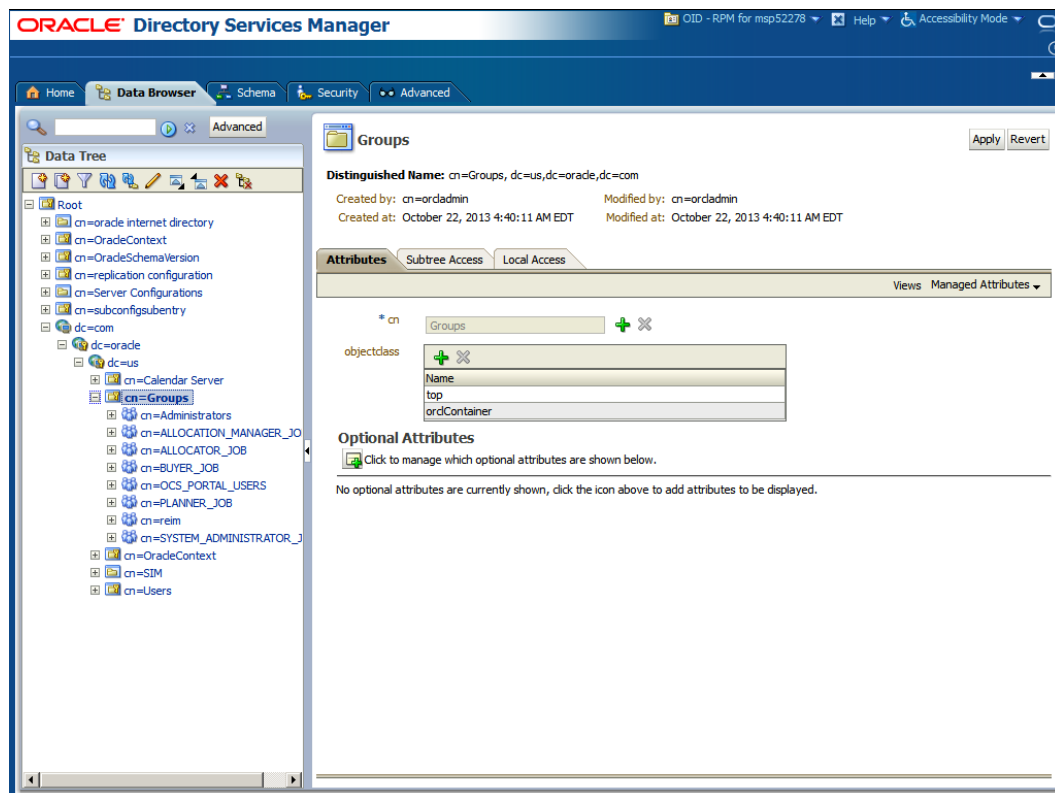 ORACLE Directory Services Manager
OID - RPM for msp52278 Help Accessibility Mode
Home Data Browser Schema Security Advanced
Advanced
Data Tree
Root
cn=oracle internet directory
cn=OracleContext
cn=OracleSchemaVersion
cn=replication configuration
cn=Server Configurations
cn=subconfigsubentry
dc=com
dc=oracle
dc=us
cn=Calendar Server
cn=Groups
cn=Administrators
cn=ALLOCATION_MANAGER_JO
cn=ALLOCATOR_JOB
cn=BUYER_JOB
cn=OCS_PORTAL_USERS
cn=PLANNER_JOB
cn=reim
cn=SYSTEM_ADMINISTRATOR_J
cn=OracleContext
cn=SIM
cn=Users
Groups
Apply Revert
Distinguished Name: cn=Groups, dc=us,dc=oracle,dc=com
Created by: cn=orcladmin Modified by: cn=orcladmin
Created at: October 22, 2013 4:40:11 AM EDT Modified at: October 22, 2013 4:40:11 AM EDT
Attributes Subtree Access Local Access
Views Managed Attributes
* cn Groups
objectclass
Name
top
orclContainer
Optional Attributes
Click to manage which optional attributes are shown below.
No optional attributes are currently shown, click the icon above to add attributes to be displayed.